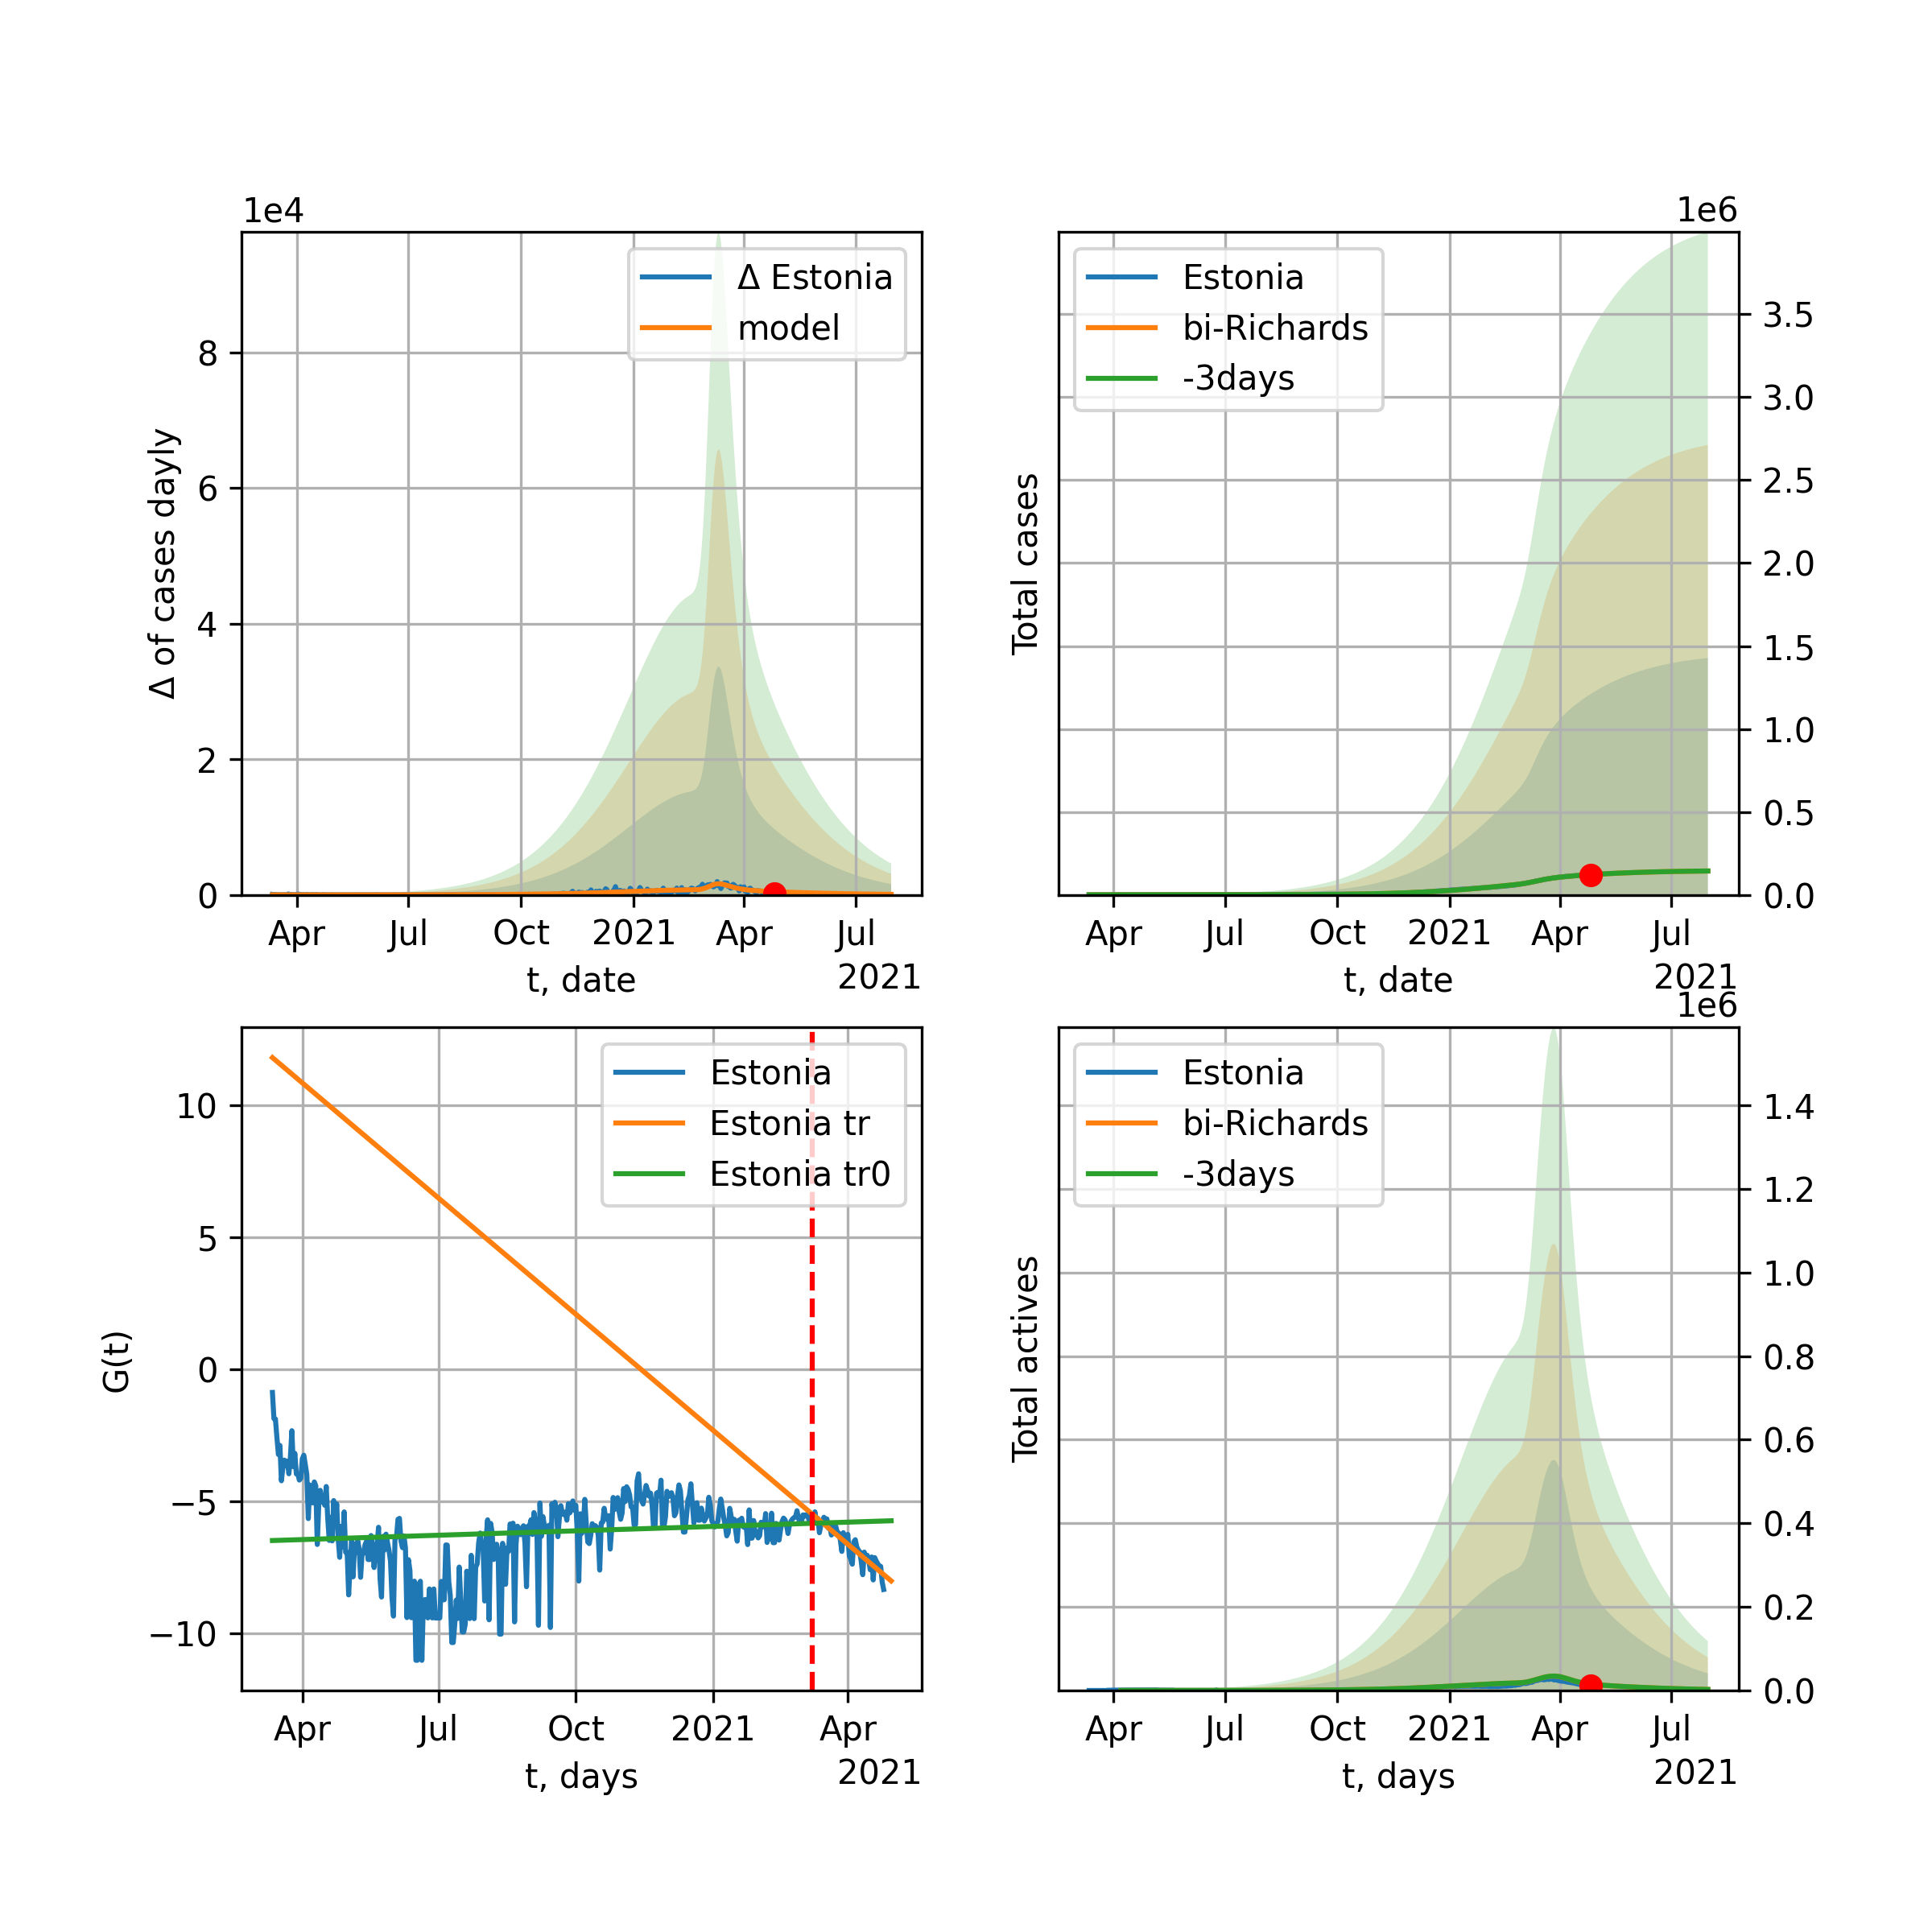 1e4
Δ Estonia
model
Δ of cases dayly
8
6
4
2
0
Apr
Jul
Oct
2021
Apr
Jul
t, date
2021
1e6
Estonia
bi-Richards
-3days
Total cases
3.5
3.0
2.5
2.0
1.5
1.0
0.5
0.0
Apr
Jul
Oct
2021
Apr
Jul
t, date
2021
Estonia
Estonia tr
Estonia tr0
G(t)
10
5
0
−5
−10
Apr
Jul
Oct
2021
Apr
t, days
2021
1e6
Estonia
bi-Richards
-3days
Total actives
1.4
1.2
1.0
0.8
0.6
0.4
0.2
0.0
Apr
Jul
Oct
2021
Apr
Jul
t, days
2021